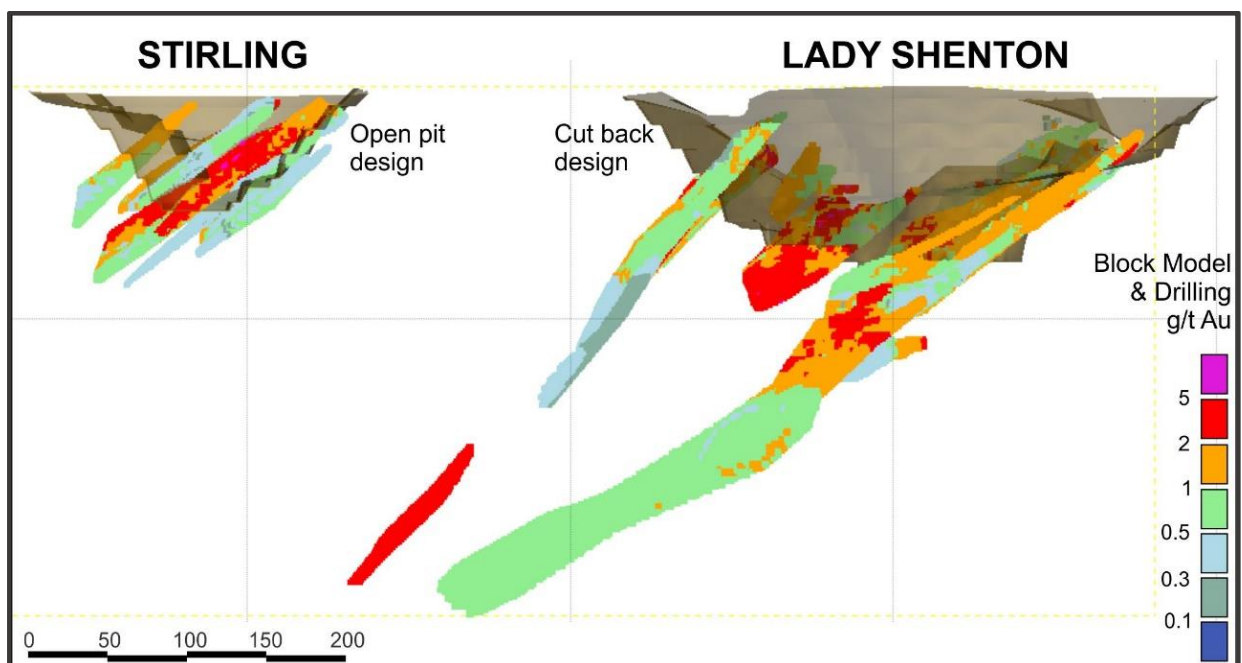 STIRLING
LADY SHENTON
Open pit
design
Cut back
design
Block Model
& Drilling
g/t Au
5
2
1
0.5
0.3
0.1
0 50 100 150 200